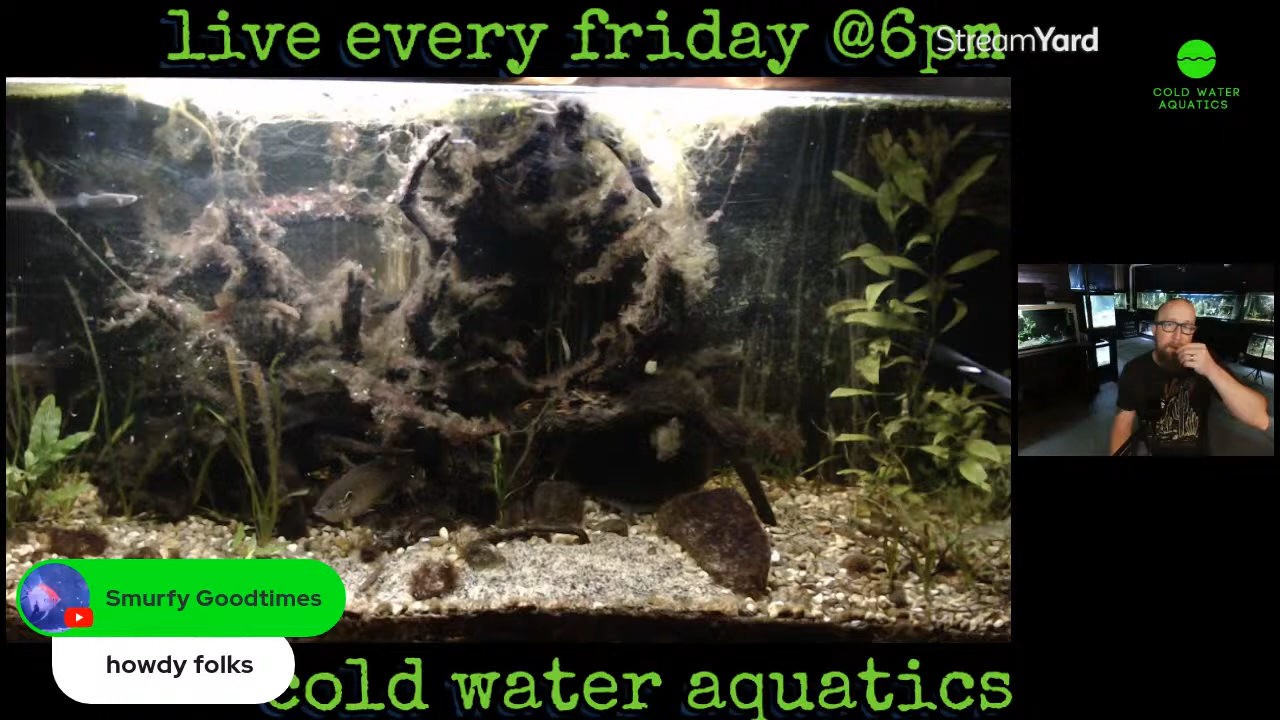 live every friday @6pm
StreamYard
COLD WATER
AQUATICS
Smurfy Goodtimes
howdy folks
cold water aquatics